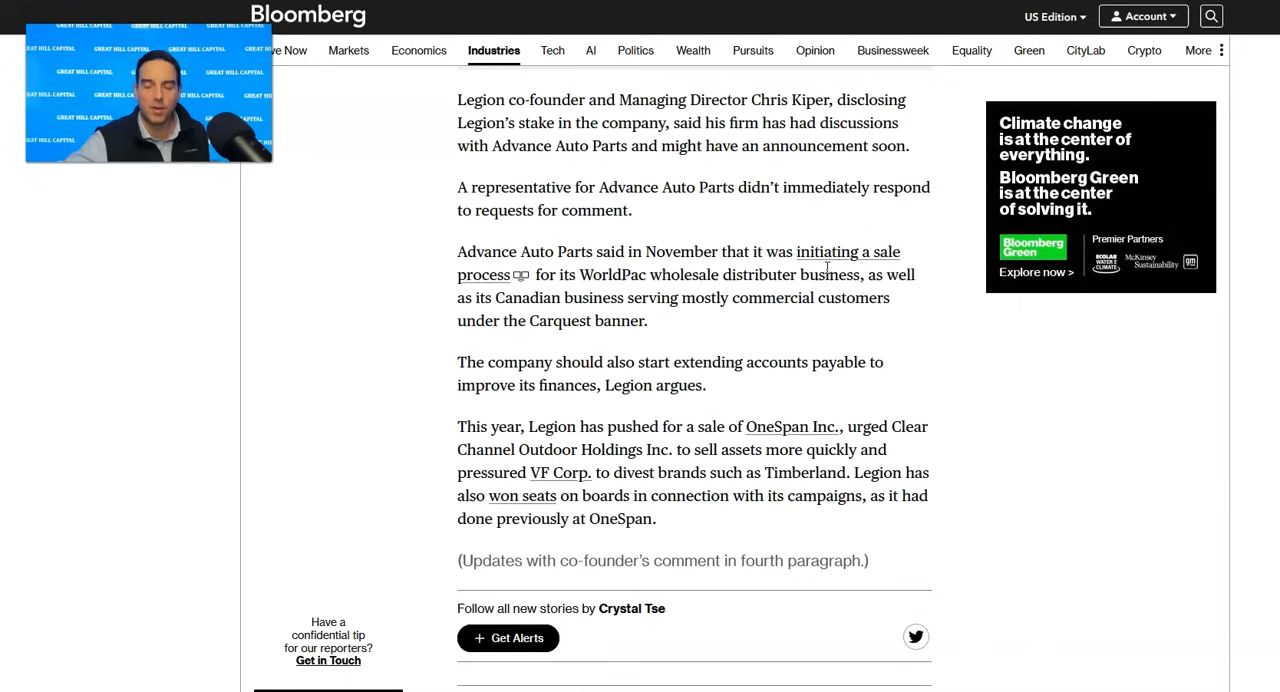 Bloomberg
US Edition
Account
GREAT HILL CAPITAL
Live Now
Markets
Economics
Industries
Tech
AI
Politics
Wealth
Pursuits
Opinion
Businessweek
Equality
Green
CityLab
Crypto
More
Legion co-founder and Managing Director Chris Kiper, disclosing
Legion’s stake in the company, said his firm has had discussions
with Advance Auto Parts and might have an announcement soon.
A representative for Advance Auto Parts didn’t immediately respond
to requests for comment.
Advance Auto Parts said in November that it was initiating a sale
process for its WorldPac wholesale distributer business, as well
as its Canadian business serving mostly commercial customers
under the Carquest banner.
The company should also start extending accounts payable to
improve its finances, Legion argues.
This year, Legion has pushed for a sale of OneSpan Inc., urged Clear
Channel Outdoor Holdings Inc. to sell assets more quickly and
pressured VF Corp. to divest brands such as Timberland. Legion has
also won seats on boards in connection with its campaigns, as it had
done previously at OneSpan.
(Updates with co-founder’s comment in fourth paragraph.)
Follow all new stories by Crystal Tse
+ Get Alerts
Have a
confidential tip
for our reporters?
Get in Touch
Climate change
is at the center of
everything.
Bloomberg Green
is at the center
of solving it.
Bloomberg
Green
Explore now >
Premier Partners
ECOLAB
WATER &
CLIMATE
McKinsey
Sustainability
gm